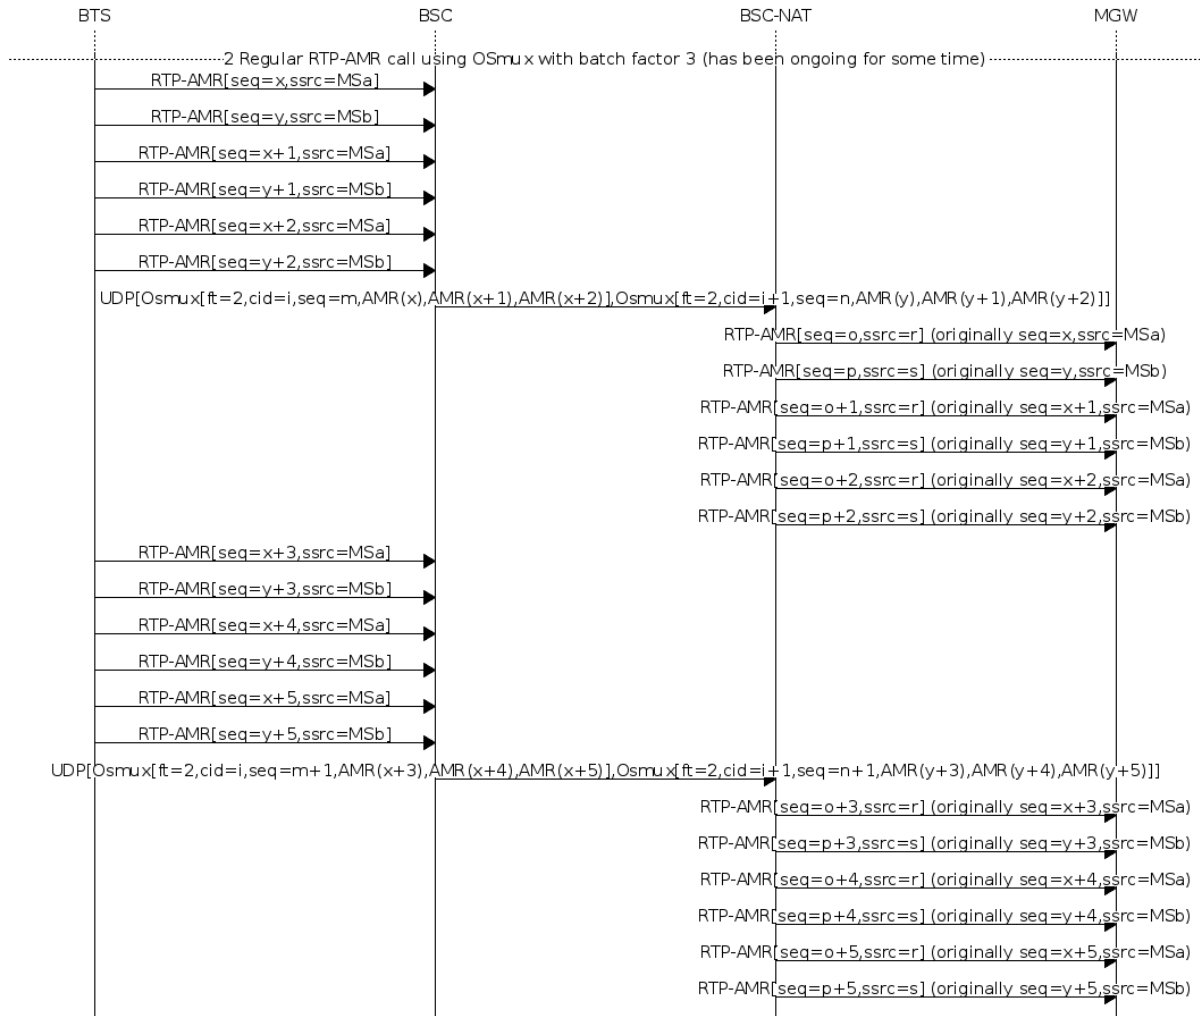 BTS BSC BSC-NAT MGW
2 Regular RTP-AMR call using OSmux with batch factor 3 (has been ongoing for some time)
RTP-AMR[seq=x,ssrc=MSa]
RTP-AMR[seq=y,ssrc=MSb]
RTP-AMR[seq=x+1,ssrc=MSa]
RTP-AMR[seq=y+1,ssrc=MSb]
RTP-AMR[seq=x+2,ssrc=MSa]
RTP-AMR[seq=y+2,ssrc=MSb]
UDP[Osmux[ft=2,cid=i,seq=m,AMR(x),AMR(x+1),AMR(x+2)],Osmux[ft=2,cid=i+1,seq=n,AMR(y),AMR(y+1),AMR(y+2)]]
RTP-AMR[seq=o,ssrc=r] (originally seq=x,ssrc=MSa)
RTP-AMR[seq=p,ssrc=s] (originally seq=y,ssrc=MSb)
RTP-AMR[seq=o+1,ssrc=r] (originally seq=x+1,ssrc=MSa)
RTP-AMR[seq=p+1,ssrc=s] (originally seq=y+1,ssrc=MSb)
RTP-AMR[seq=o+2,ssrc=r] (originally seq=x+2,ssrc=MSa)
RTP-AMR[seq=p+2,ssrc=s] (originally seq=y+2,ssrc=MSb)
RTP-AMR[seq=x+3,ssrc=MSa]
RTP-AMR[seq=y+3,ssrc=MSb]
RTP-AMR[seq=x+4,ssrc=MSa]
RTP-AMR[seq=y+4,ssrc=MSb]
RTP-AMR[seq=x+5,ssrc=MSa]
RTP-AMR[seq=y+5,ssrc=MSb]
UDP[Osmux[ft=2,cid=i,seq=m+1,AMR(x+3),AMR(x+4),AMR(x+5)],Osmux[ft=2,cid=i+1,seq=n+1,AMR(y+3),AMR(y+4),AMR(y+5)]]
RTP-AMR[seq=o+3,ssrc=r] (originally seq=x+3,ssrc=MSa)
RTP-AMR[seq=p+3,ssrc=s] (originally seq=y+3,ssrc=MSb)
RTP-AMR[seq=o+4,ssrc=r] (originally seq=x+4,ssrc=MSa)
RTP-AMR[seq=p+4,ssrc=s] (originally seq=y+4,ssrc=MSb)
RTP-AMR[seq=o+5,ssrc=r] (originally seq=x+5,ssrc=MSa)
RTP-AMR[seq=p+5,ssrc=s] (originally seq=y+5,ssrc=MSb)